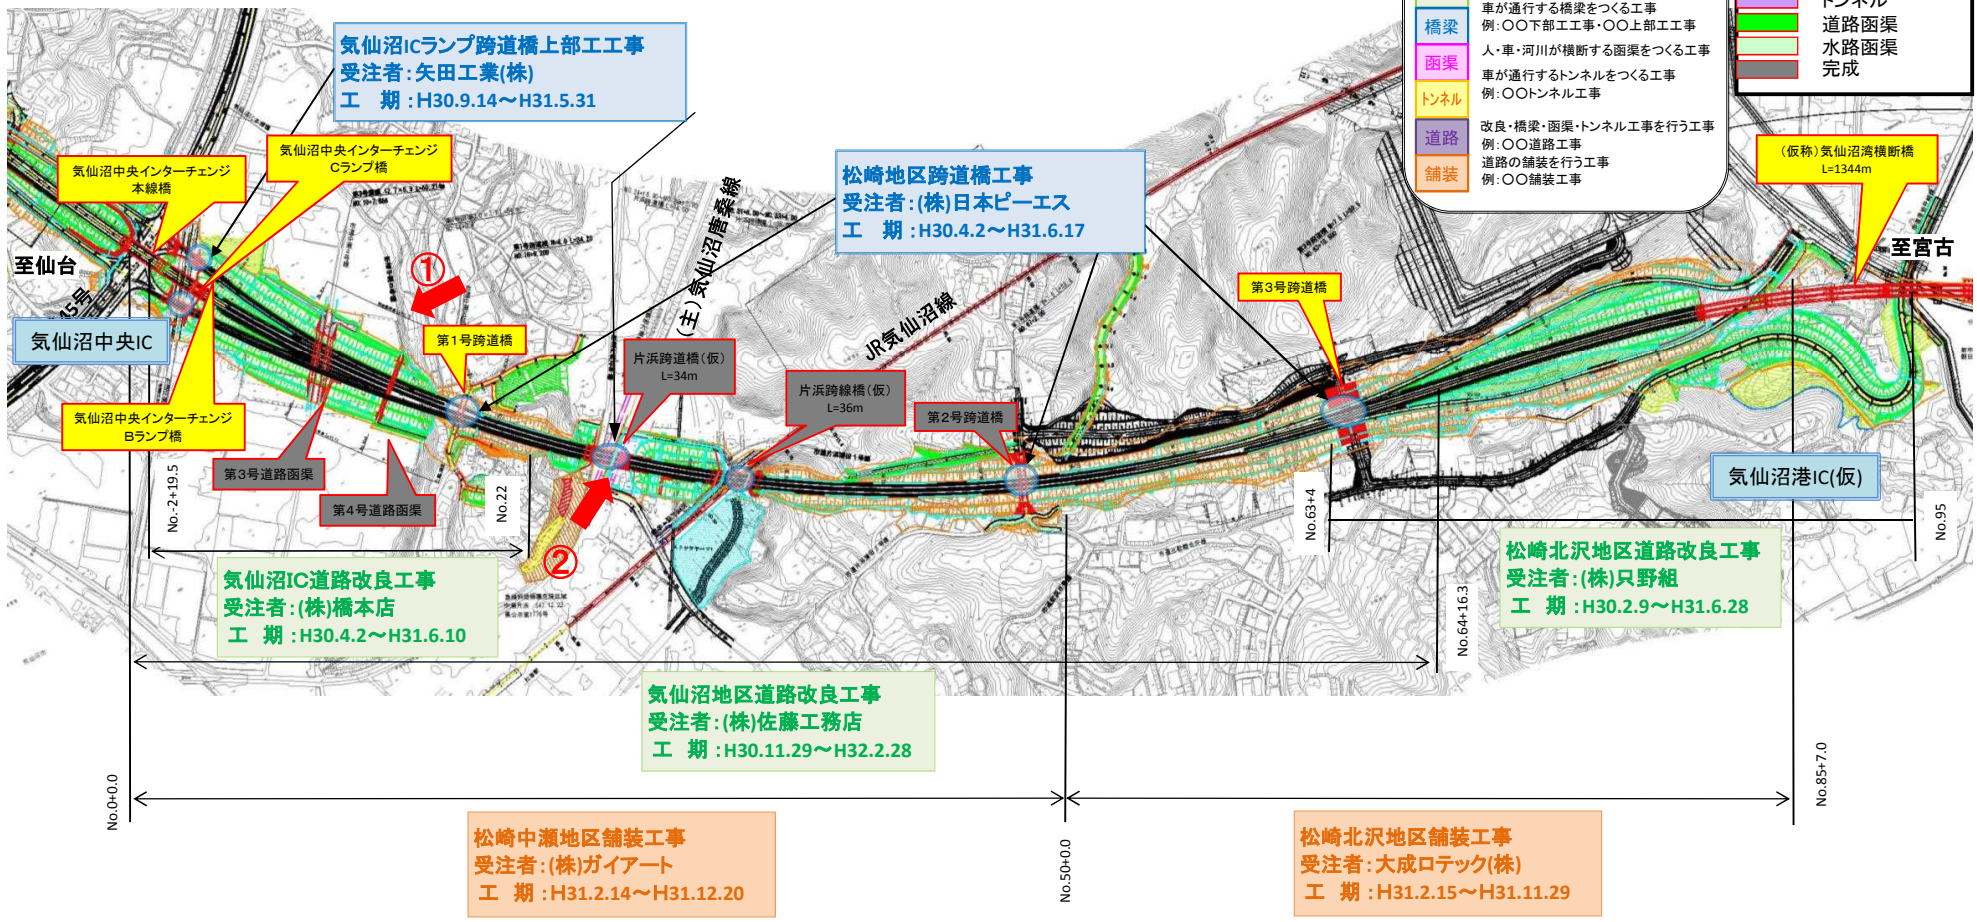 気仙沼ICランプ跨道橋上部工工事
受注者:矢田工業(株)
工 期:H30.9.14～H31.5.31
車が通行する橋梁をつくる工事
橋梁
例:〇〇下部工工事・〇〇上部工工事
函渠
人・車・河川が横断する函渠をつくる工事
車が通行するトンネルをつくる工事
トンネル
例:〇〇トンネル工事
道路
改良・橋梁・函渠・トンネル工事を行う工事
例:〇〇道路工事
舗装
道路の舗装を行う工事
例:〇〇舗装工事
トンネル
道路函渠
水路函渠
完成
気仙沼中央インターチェンジ
本線橋
気仙沼中央インターチェンジ
Cランプ橋
松崎地区跨道橋工事
受注者:(株)日本ピーエス
工 期:H30.4.2～H31.6.17
(仮称)気仙沼湾横断橋
L=1344m
至仙台
至宮古
45号
気仙沼中央IC
①
(主)気仙沼唐桑線
JR気仙沼線
第1号跨道橋
片浜跨道橋(仮)
L=34m
片浜跨線橋(仮)
L=36m
第2号跨道橋
第3号跨道橋
気仙沼中央インターチェンジ
Bランプ橋
第3号道路函渠
第4号道路函渠
②
気仙沼港IC(仮)
No.-2+19.5
No.22
No.63+4
No.64+16.3
No.95
気仙沼IC道路改良工事
受注者:(株)橋本店
工 期:H30.4.2～H31.6.10
松崎北沢地区道路改良工事
受注者:(株)只野組
工 期:H30.2.9～H31.6.28
気仙沼地区道路改良工事
受注者:(株)佐藤工務店
工 期:H30.11.29～H32.2.28
No.0+0.0
No.50+0.0
No.85+7.0
松崎中瀬地区舗装工事
受注者:(株)ガイアート
工 期:H31.2.14～H31.12.20
松崎北沢地区舗装工事
受注者:大成ロテック(株)
工 期:H31.2.15～H31.11.29